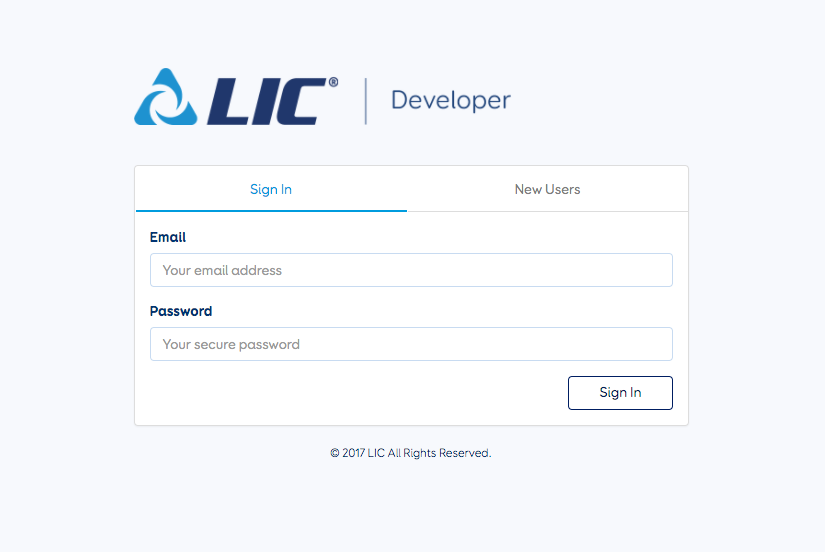 LIC® | Developer
Sign In New Users
Email
Your email address
Password
Your secure password
Sign In
© 2017 LIC All Rights Reserved.